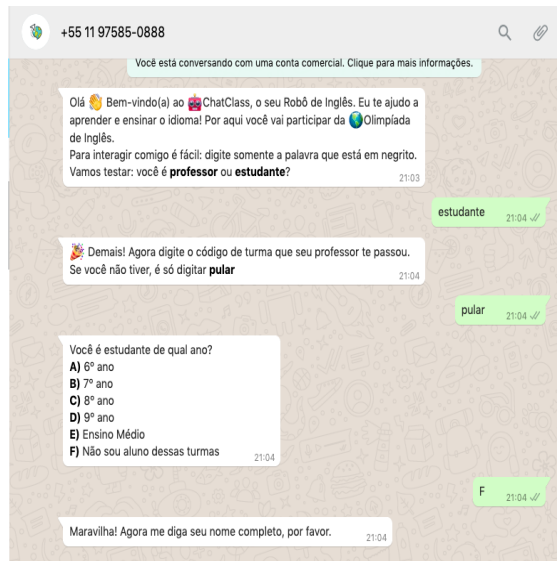 +55 11 97585-0888
Você está conversando com uma conta comercial. Clique para mais informações.
Olá 👋 Bem-vindo(a) ao 🤖ChatClass, o seu Robô de Inglês. Eu te ajudo a
aprender e ensinar o idioma! Por aqui você vai participar da 🌎Olimpíada
de Inglês.
Para interagir comigo é fácil: digite somente a palavra que está em negrito.
Vamos testar: você é professor ou estudante?
21:03
estudante
21:04
🎉 Demais! Agora digite o código de turma que seu professor te passou.
Se você não tiver, é só digitar pular
21:04
pular
21:04
Você é estudante de qual ano?
A) 6º ano
B) 7º ano
C) 8º ano
D) 9º ano
E) Ensino Médio
F) Não sou aluno dessas turmas
21:04
F
21:04
Maravilha! Agora me diga seu nome completo, por favor.
21:04